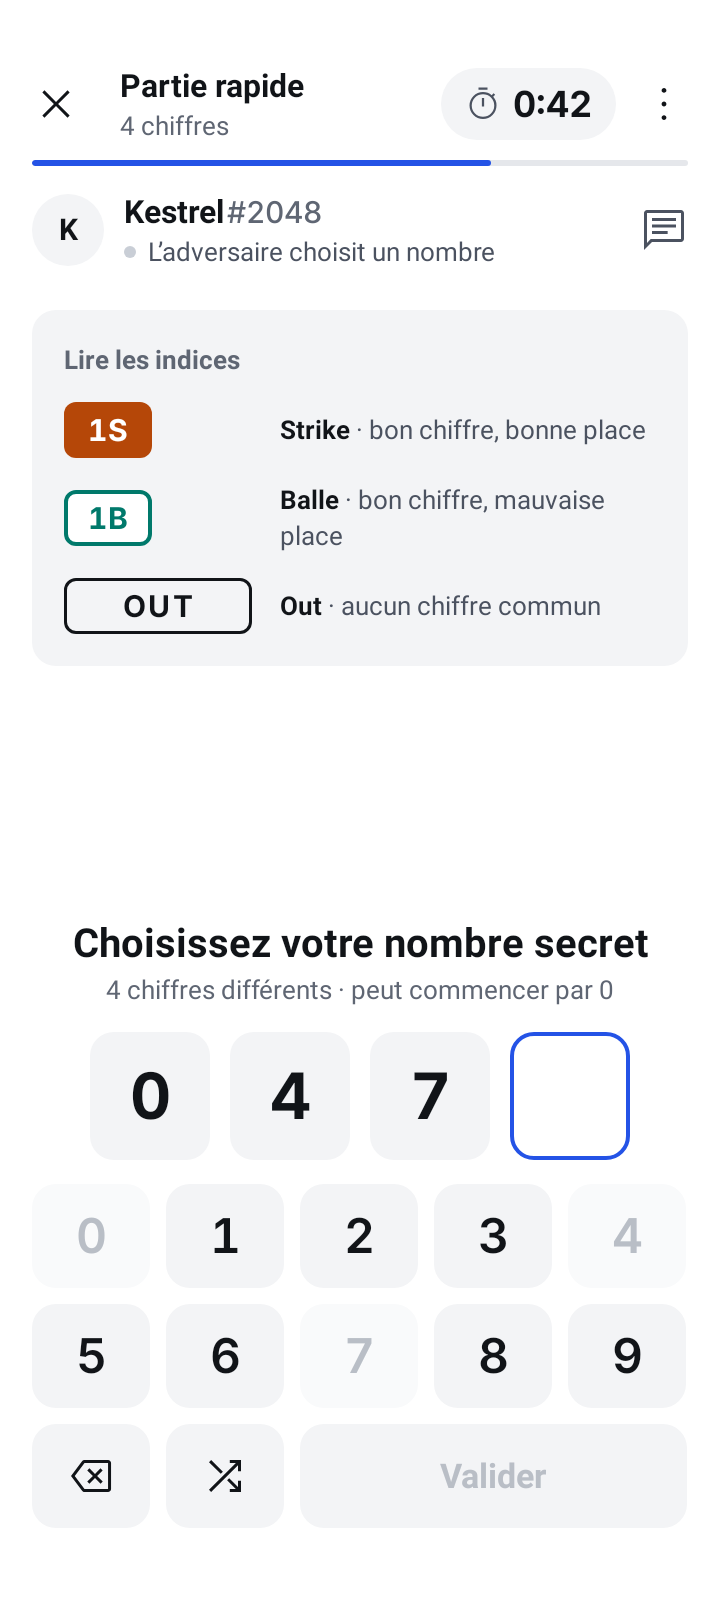 Partie rapide
4 chiffres
0:42
K
Kestrel#2048
L’adversaire choisit un nombre
Lire les indices
1S
Strike · bon chiffre, bonne place
1B
Balle · bon chiffre, mauvaise
place
OUT
Out · aucun chiffre commun
Choisissez votre nombre secret
4 chiffres différents · peut commencer par 0
0 4 7
0 1 2 3 4
5 6 7 8 9
Valider